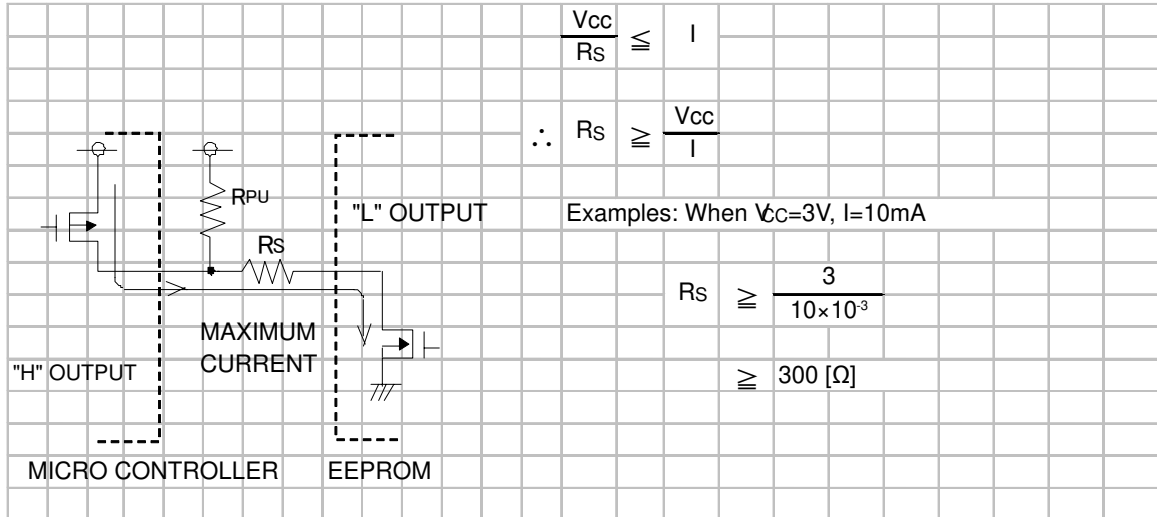 Vcc
Rs ≦ I
∴ Rs ≧ Vcc
I
RPU
"L" OUTPUT
Examples: When VCC=3V, I=10mA
Rs
Rs ≧ 3
10×10⁻³
MAXIMUM
CURRENT
"H" OUTPUT
≧ 300 [Ω]
MICRO CONTROLLER
EEPROM